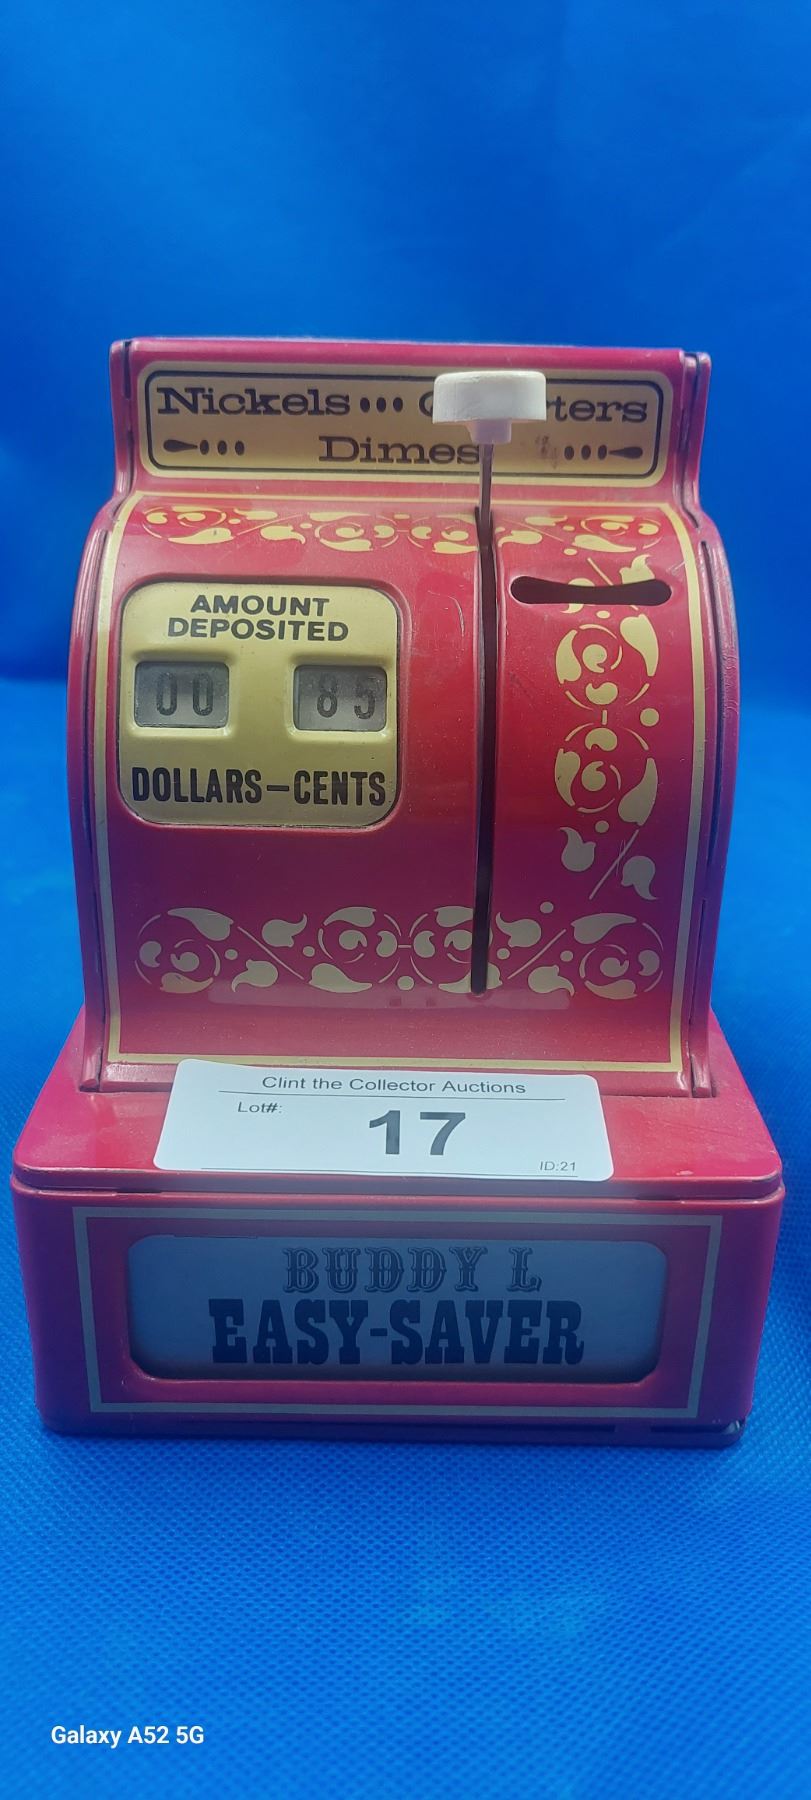 Nickels ••• ters
Dimes
AMOUNT
DEPOSITED
00 85
DOLLARS-CENTS
Clint the Collector Auctions
Lot#: 17
ID:21
BUDDY L
EASY-SAVER
Galaxy A52 5G